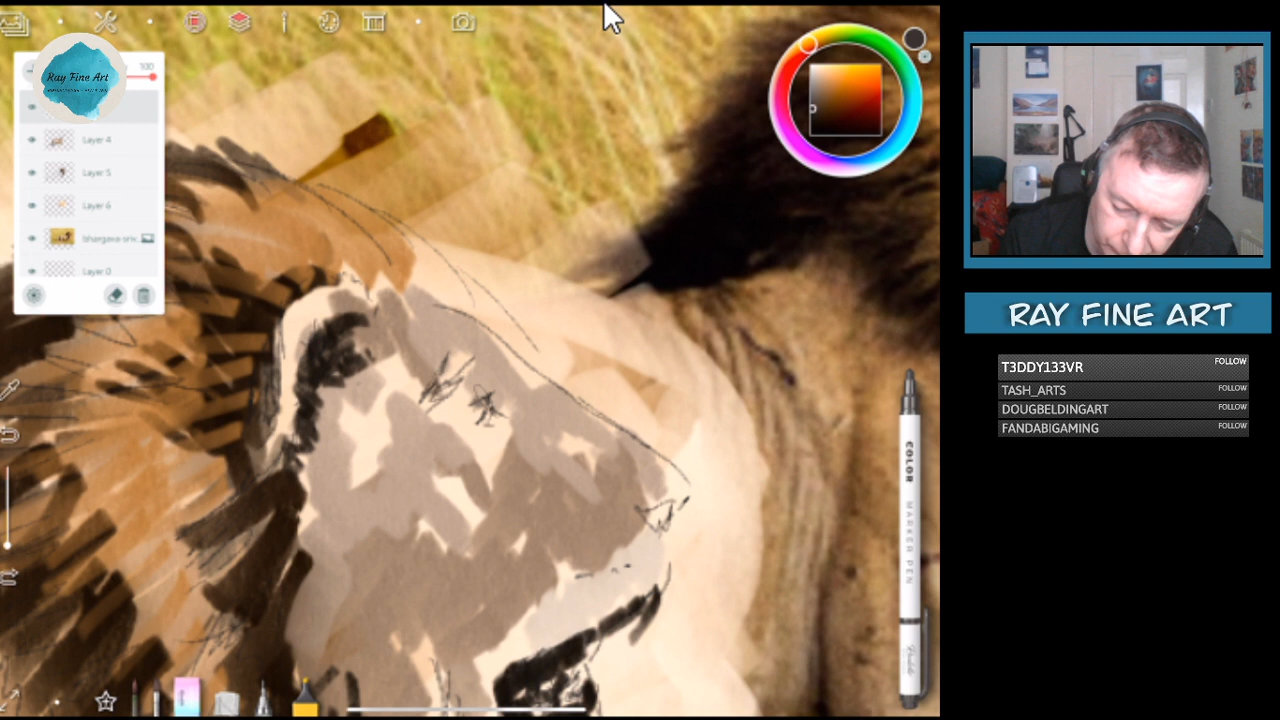 Ray Fine Art
100
Layer 4
Layer 5
Layer 6
Layer 0
COLOR
MARKER PEN
RAY FINE ART
T3DDY133VR FOLLOW
TASH_ARTS FOLLOW
DOUGBELDINGART FOLLOW
FANDABIGAMING FOLLOW